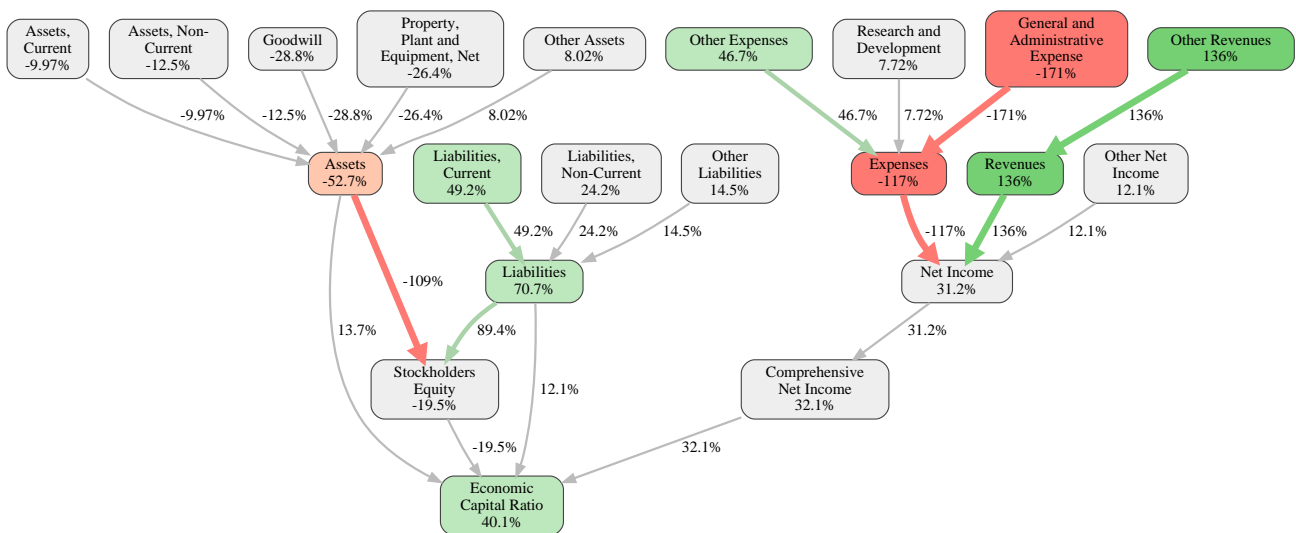 Assets,
Current
-9.97%
Assets, Non-
Current
-12.5%
Goodwill
-28.8%
Property,
Plant and
Equipment, Net
-26.4%
Other Assets
8.02%
Other Expenses
46.7%
Research and
Development
7.72%
General and
Administrative
Expense
-171%
Other Revenues
136%
-9.97%
-12.5%
-28.8%
-26.4%
8.02%
46.7%
7.72%
-171%
136%
Assets
-52.7%
Liabilities,
Current
49.2%
Liabilities,
Non-Current
24.2%
Other
Liabilities
14.5%
Expenses
-117%
Revenues
136%
Other Net
Income
12.1%
49.2%
24.2%
14.5%
-117%
136%
12.1%
-109%
Liabilities
70.7%
Net Income
31.2%
13.7%
89.4%
31.2%
Stockholders
Equity
-19.5%
12.1%
Comprehensive
Net Income
32.1%
-19.5%
32.1%
Economic
Capital Ratio
40.1%